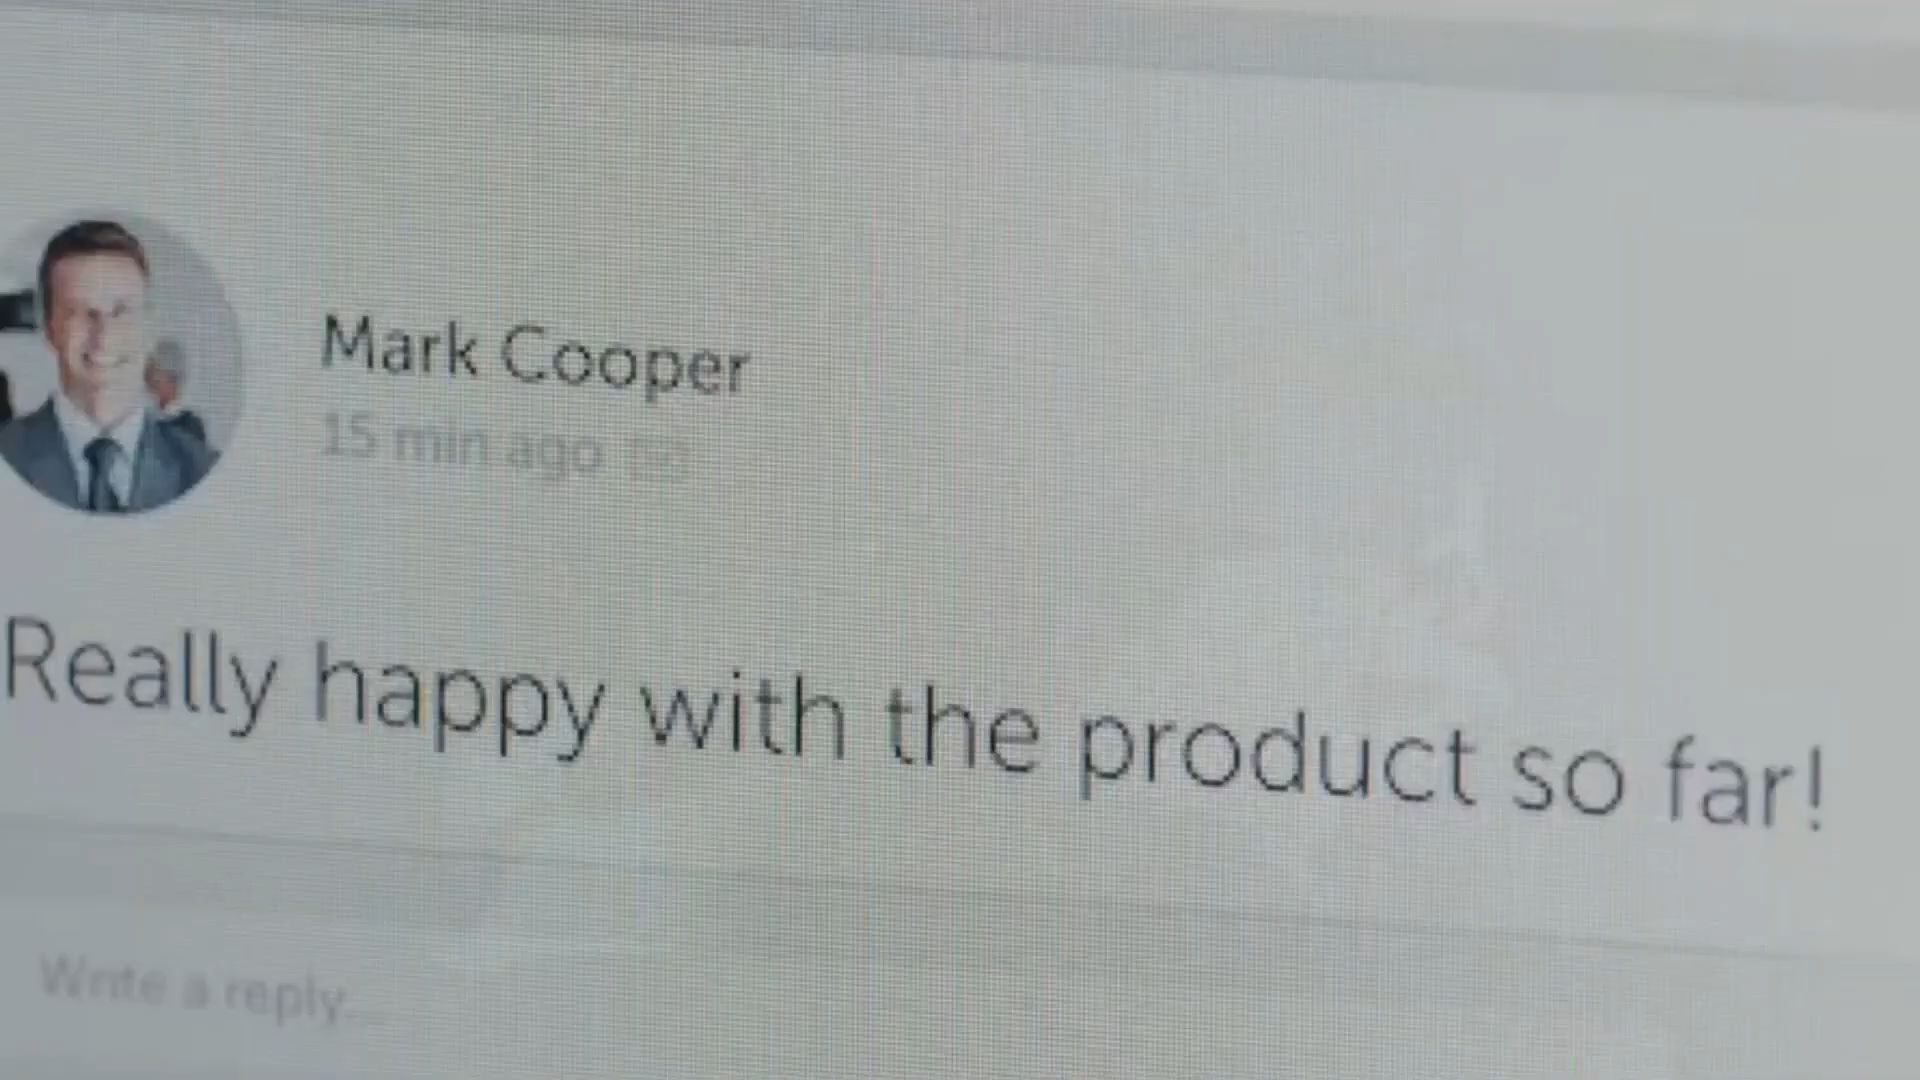 Mark Cooper
15 min ago
Really happy with the product so far!
Write a reply...